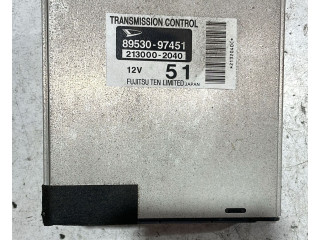 TRANSMISSION CONTROL
89530-97451
213000-2040
12V 51
FUJITSU TEN LIMITED JAPAN